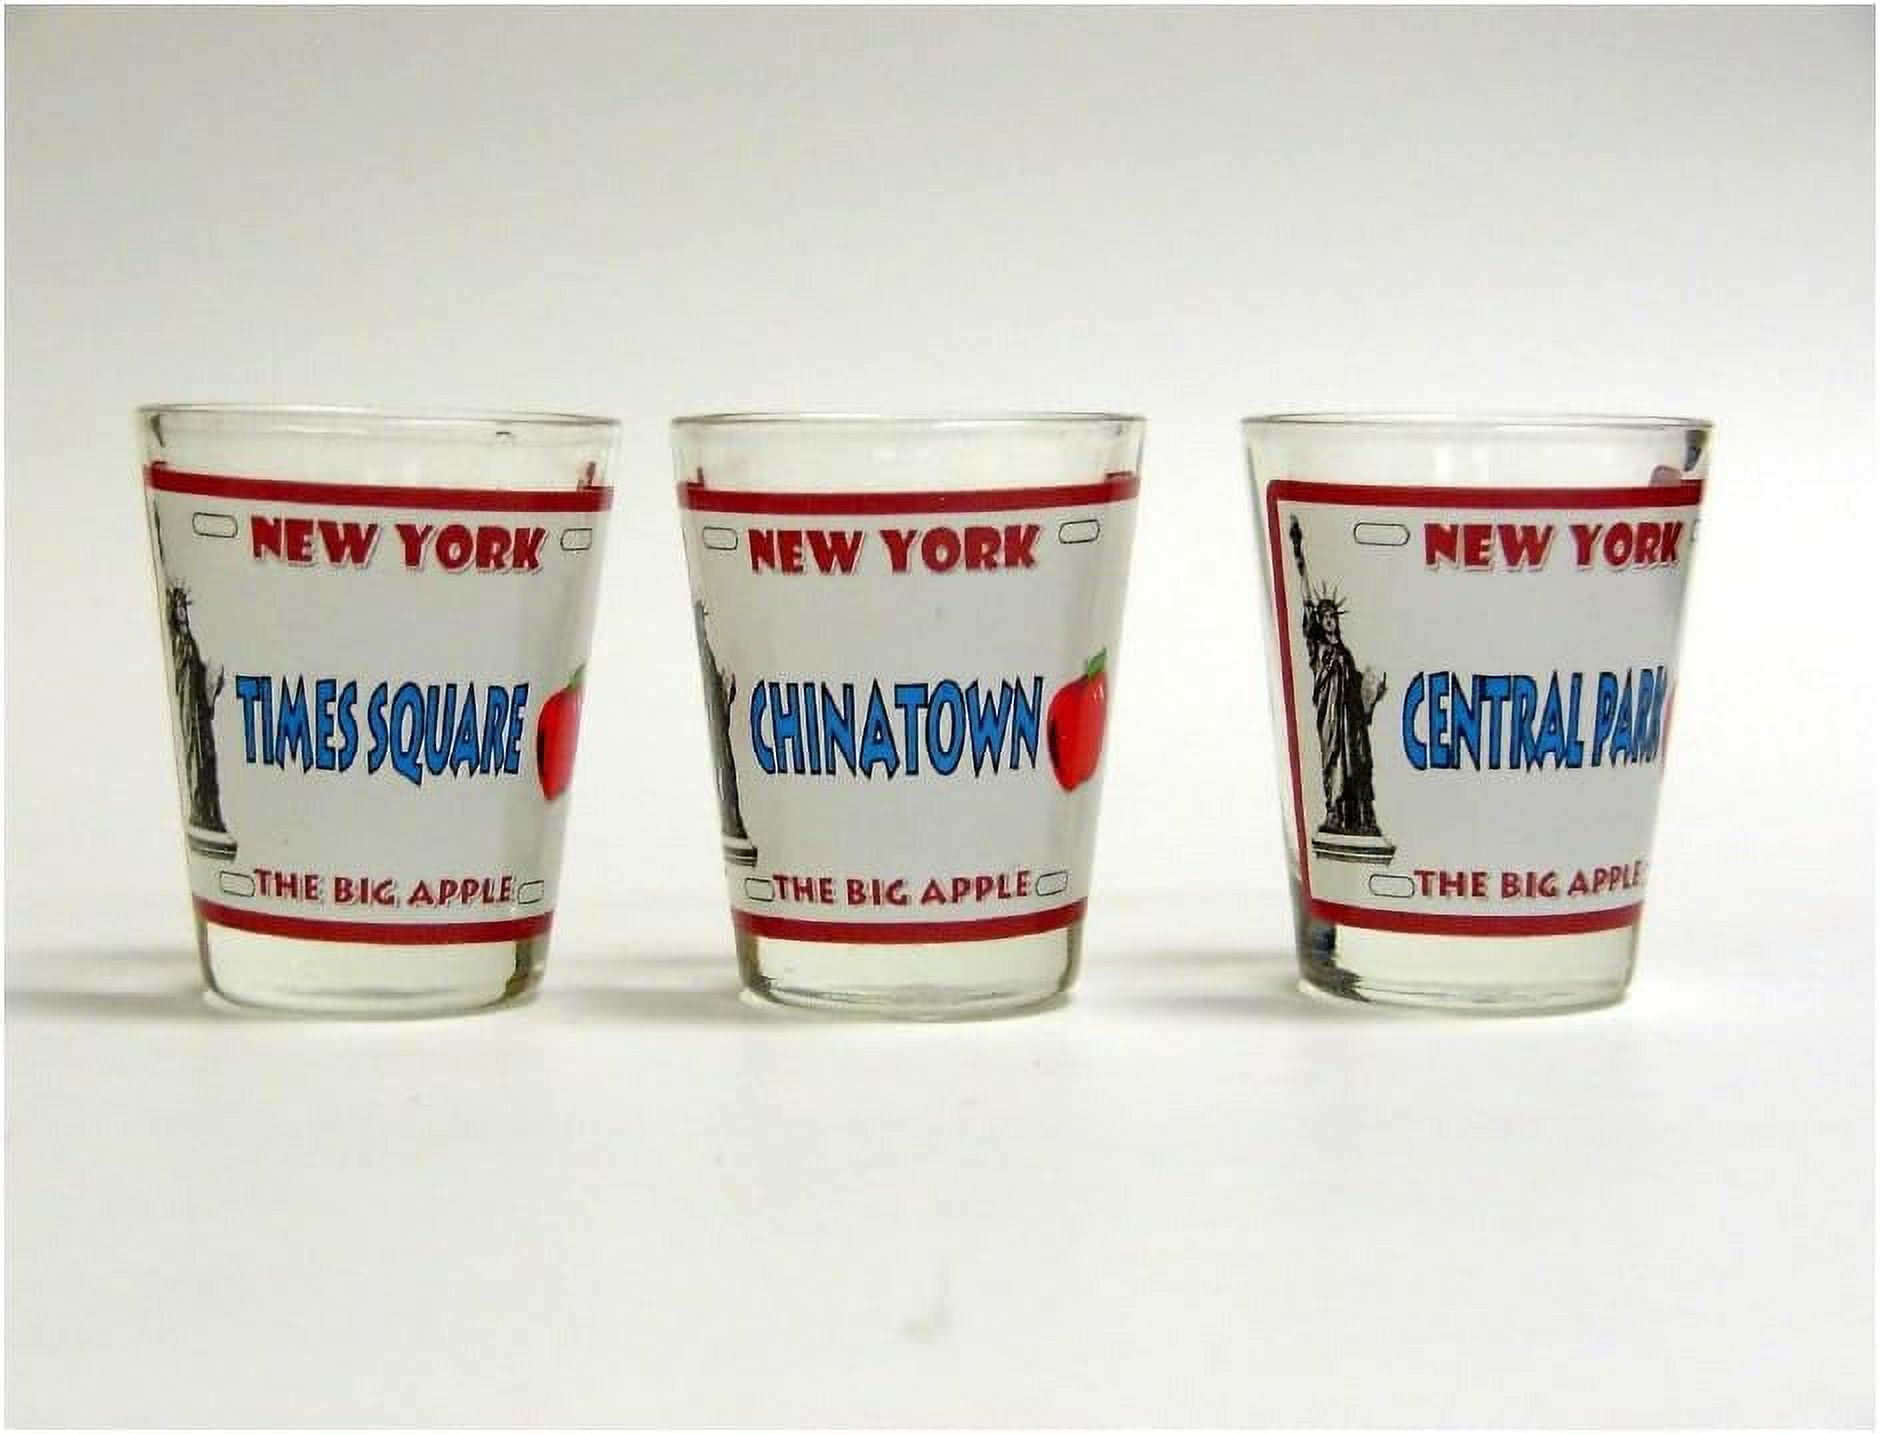 NEW YORK
TIMES SQUARE
THE BIG APPLE
NEW YORK
CHINATOWN
THE BIG APPLE
NEW YORK
CENTRAL PARK
THE BIG APPLE